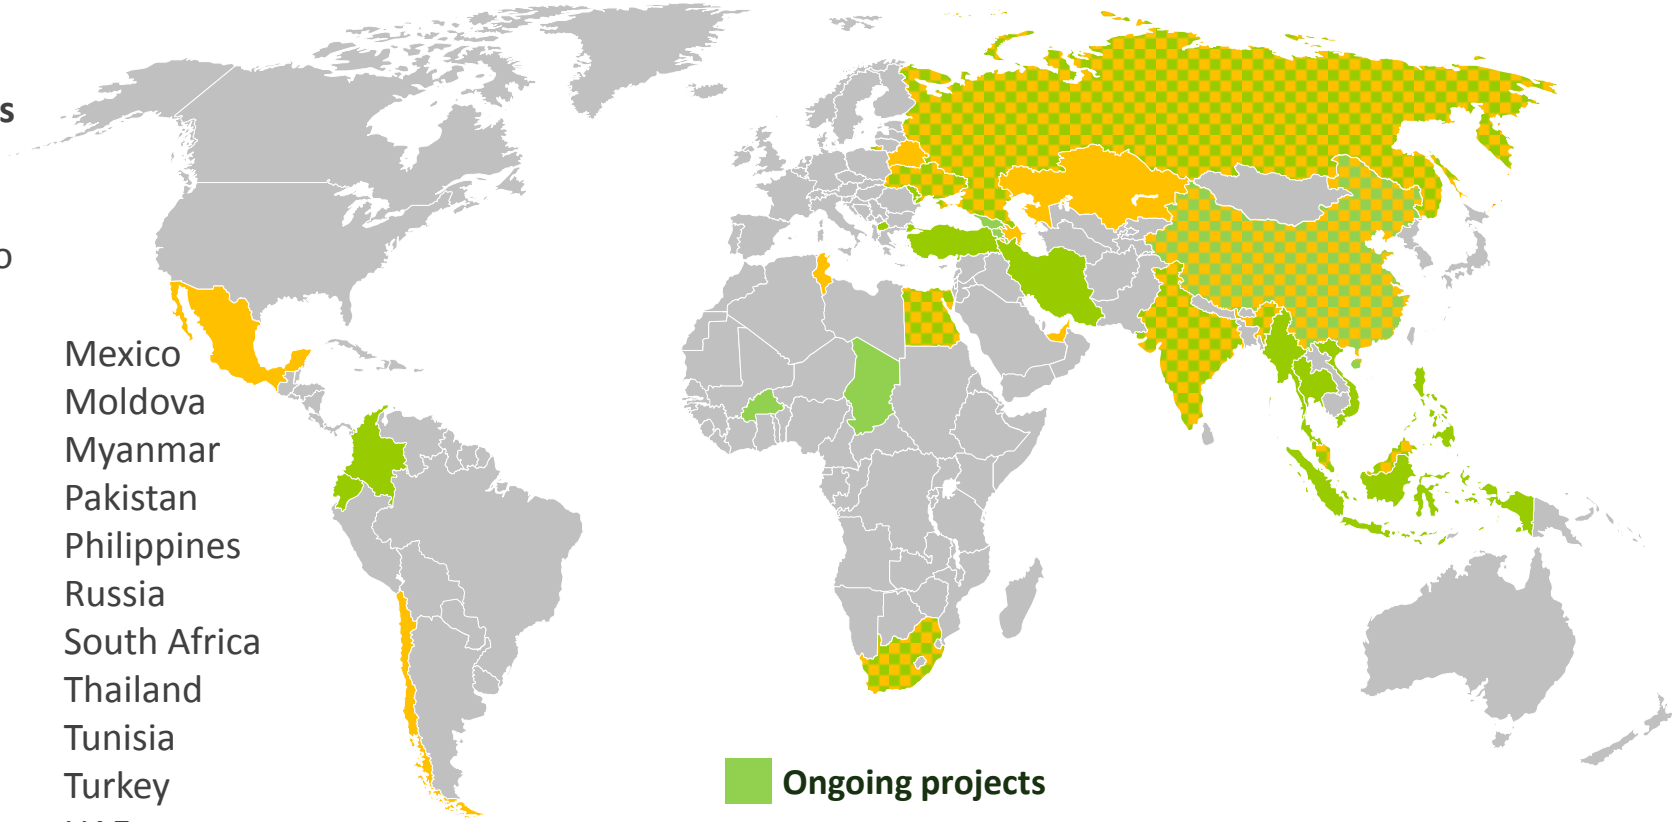 s
o
Mexico
Moldova
Myanmar
Pakistan
Philippines
Russia
South Africa
Thailand
Tunisia
Turkey
Ongoing projects